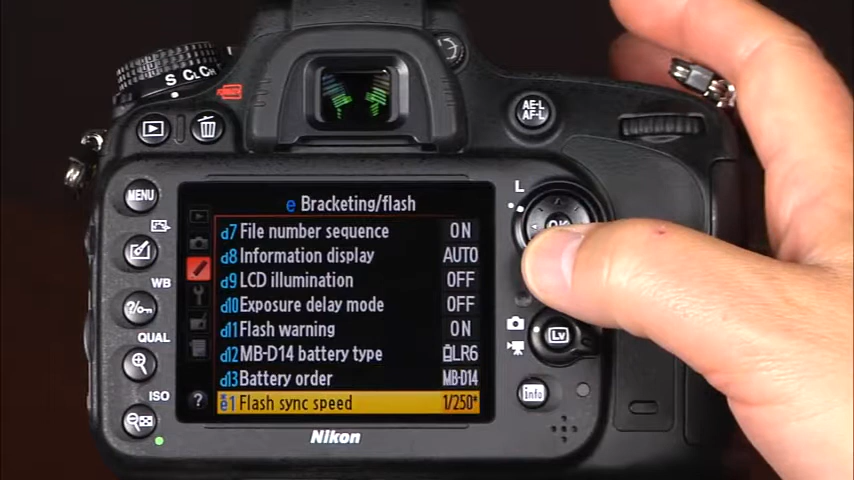 S CL CH
AE-L
AF-L
MENU
L
OK
e Bracketing/flash
d7 File number sequence ON
d8 Information display AUTO
d9 LCD illumination OFF
d10 Exposure delay mode OFF
d11 Flash warning ON
d12 MB-D14 battery type LR6
d13 Battery order MB-D14
e1 Flash sync speed 1/250*
WB
?
QUAL
ISO
?
Lv
info
Nikon